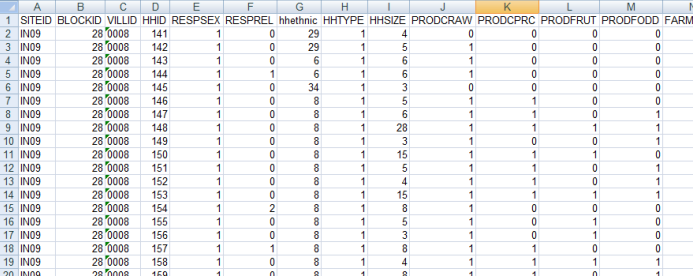 A B C D E F G H I J K L M
1 SITEID BLOCKID VILLID HHID RESPSEX RESPREL hhethnic HHTYPE HHSIZE PRODCRAW PRODCPRC PRODFRUT PRODFODD FARM
2 IN09 28 0008 141 1 0 29 1 4 0 0 0 0
3 IN09 28 0008 142 1 0 29 1 5 1 0 0 0
4 IN09 28 0008 143 1 0 6 1 6 1 0 0 0
5 IN09 28 0008 144 1 1 6 1 6 1 0 0 0
6 IN09 28 0008 145 1 0 34 1 3 0 0 0 0
7 IN09 28 0008 146 1 0 8 1 5 1 1 0 0
8 IN09 28 0008 147 1 0 8 1 6 1 1 0 1
9 IN09 28 0008 148 1 0 8 1 28 1 1 1 1
10 IN09 28 0008 149 1 0 8 1 3 1 0 0 1
11 IN09 28 0008 150 1 0 8 1 15 1 1 1 0
12 IN09 28 0008 151 1 0 8 1 5 1 1 0 0
13 IN09 28 0008 152 1 0 8 1 4 1 1 0 1
14 IN09 28 0008 153 1 0 8 1 15 1 1 1 1
15 IN09 28 0008 154 1 2 8 1 8 1 0 0 0
16 IN09 28 0008 155 1 0 8 1 5 1 0 1 0
17 IN09 28 0008 156 1 0 8 1 3 1 0 1 0
18 IN09 28 0008 157 1 1 8 1 8 1 1 0 0
19 IN09 28 0008 158 1 0 8 1 4 1 1 1 0